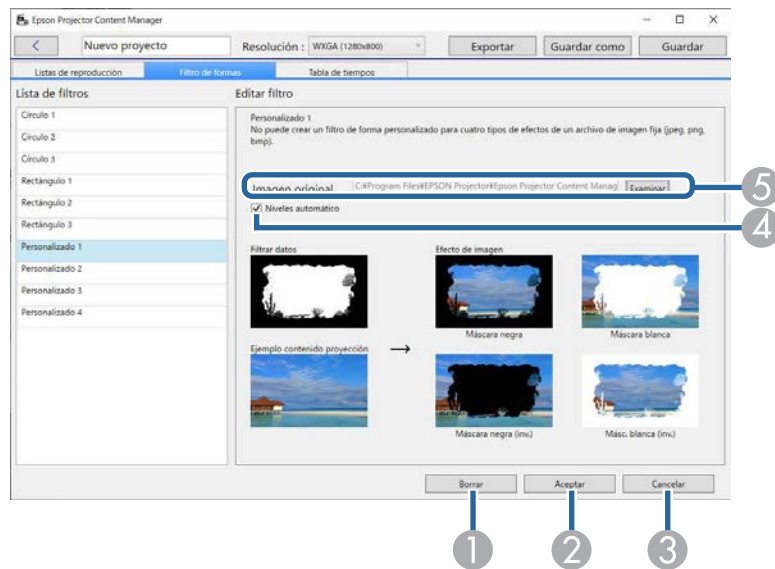 Epson Projector Content Manager
Nuevo proyecto
Resolución :
WXGA (1280x800)
Exportar
Guardar como
Guardar
Listas de reproducción
Filtro de formas
Tabla de tiempos
Lista de filtros
Editar filtro
Círculo 1
Círculo 2
Círculo 3
Rectángulo 1
Rectángulo 2
Rectángulo 3
Personalizado 1
Personalizado 2
Personalizado 3
Personalizado 4
Personalizado 1
No puede crear un filtro de forma personalizado para cuatro tipos de efectos de un archivo de imagen fija (jpeg, png,
bmp).
Imagen original
C:¥Program Files¥EPSON Projector¥Epson Projector Content Manag
Examinar
5
Niveles automático
4
Filtrar datos
Efecto de imagen
Máscara negra
Máscara blanca
Ejemplo contenido proyección
→
Máscara negra (inv.)
Másc. blanca (inv.)
Borrar
Aceptar
Cancelar
1
2
3